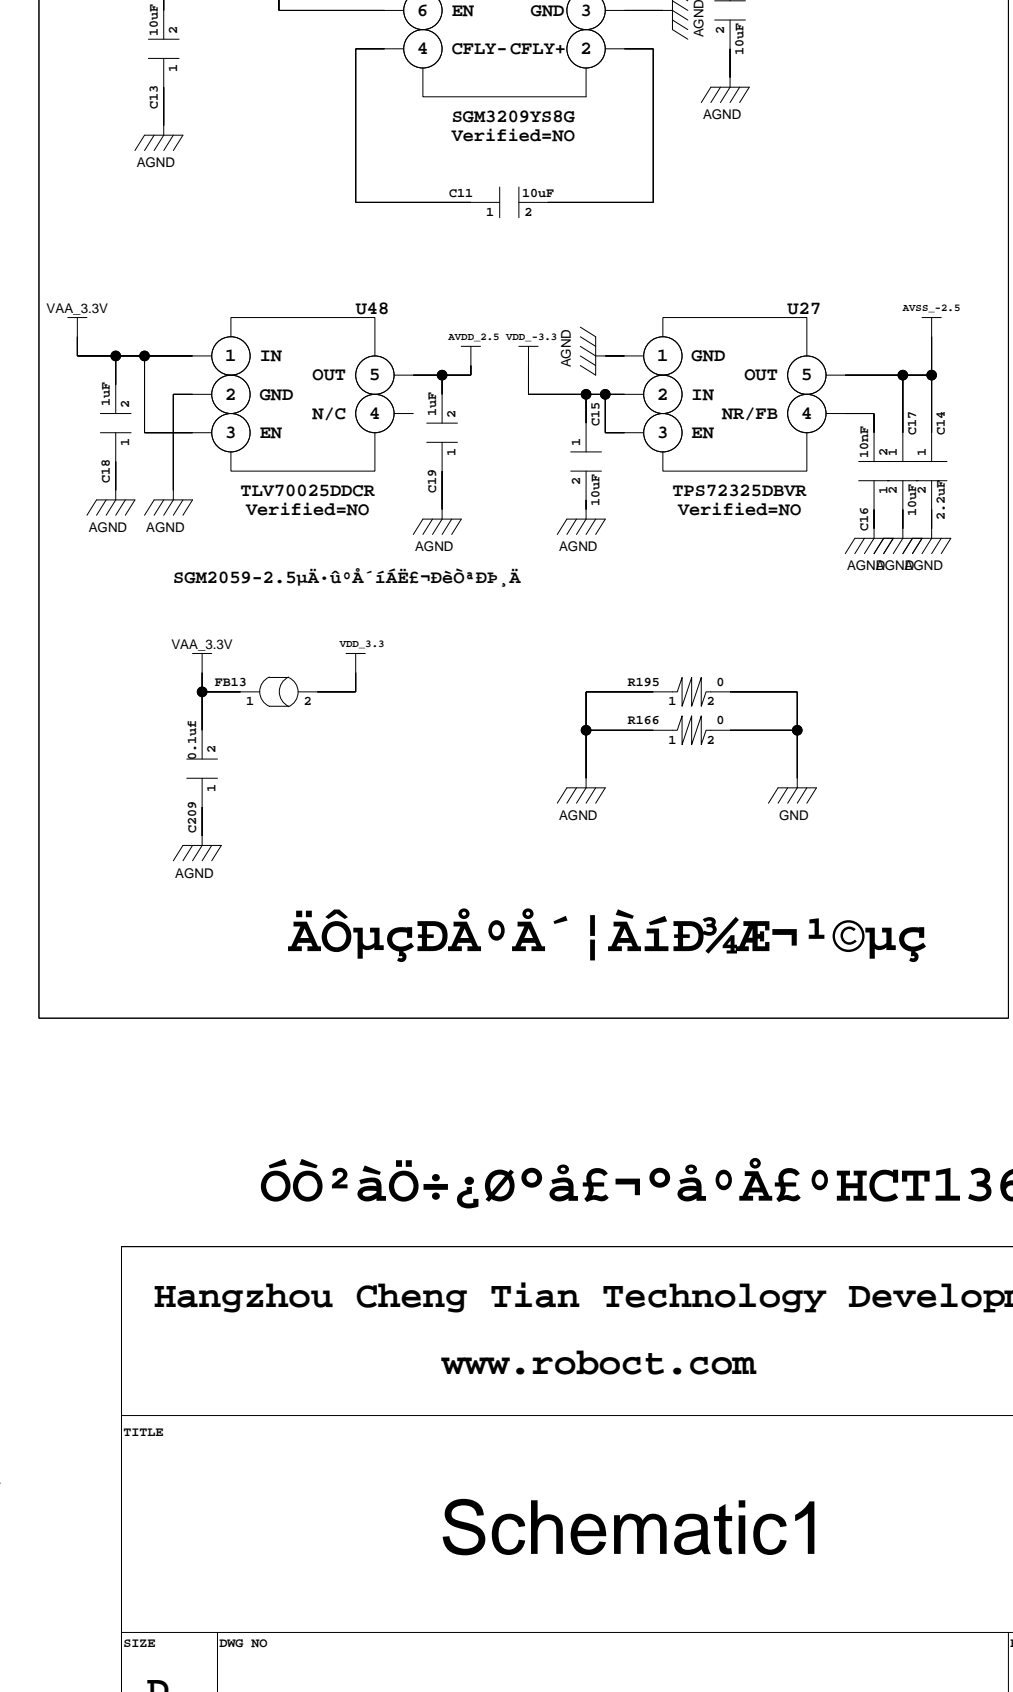 10uF
2
1
C13
AGND
6 EN GND 3
4 CFLY- CFLY+ 2
AGND
2
10uF
AGND
SGM3209YS8G
Verified=NO
C11 10uF
1 2
VAA_3.3V
U48
1 IN
2 GND
3 EN
OUT 5
N/C 4
TLV70025DDCR
Verified=NO
1uF
2
1
C18
AGND
AGND
AVDD_2.5
1uF
2
1
C19
AGND
VDD_-3.3
AGND
U27
1 GND
2 IN
3 EN
OUT 5
NR/FB 4
TPS72325DBVR
Verified=NO
C15
1
2
10uF
AGND
AVSS_-2.5
10nF
2
1
C16
C17
1
2
10uF
C14
1
2
2.2uF
AGND
AGND
AGND
SGM2059-2.5µÄ·ûºÅ´íÁË£¬ÐèÒªÐÞ¸Ä
VAA_3.3V
FB13
1 2
VDD_3.3
0.1uf
2
1
C209
AGND
R195 0
1 2
R166 0
1 2
AGND
GND
ÄÔµçÐÅºÅ´¦ÀíÐ¾Æ¬¹©µç
ÓÒ²àÖ÷¿Øºå£¬ºåºÅ£ºHCT136
Hangzhou Cheng Tian Technology Developm
www.roboct.com
TITLE
Schematic1
SIZE
DWG NO
D